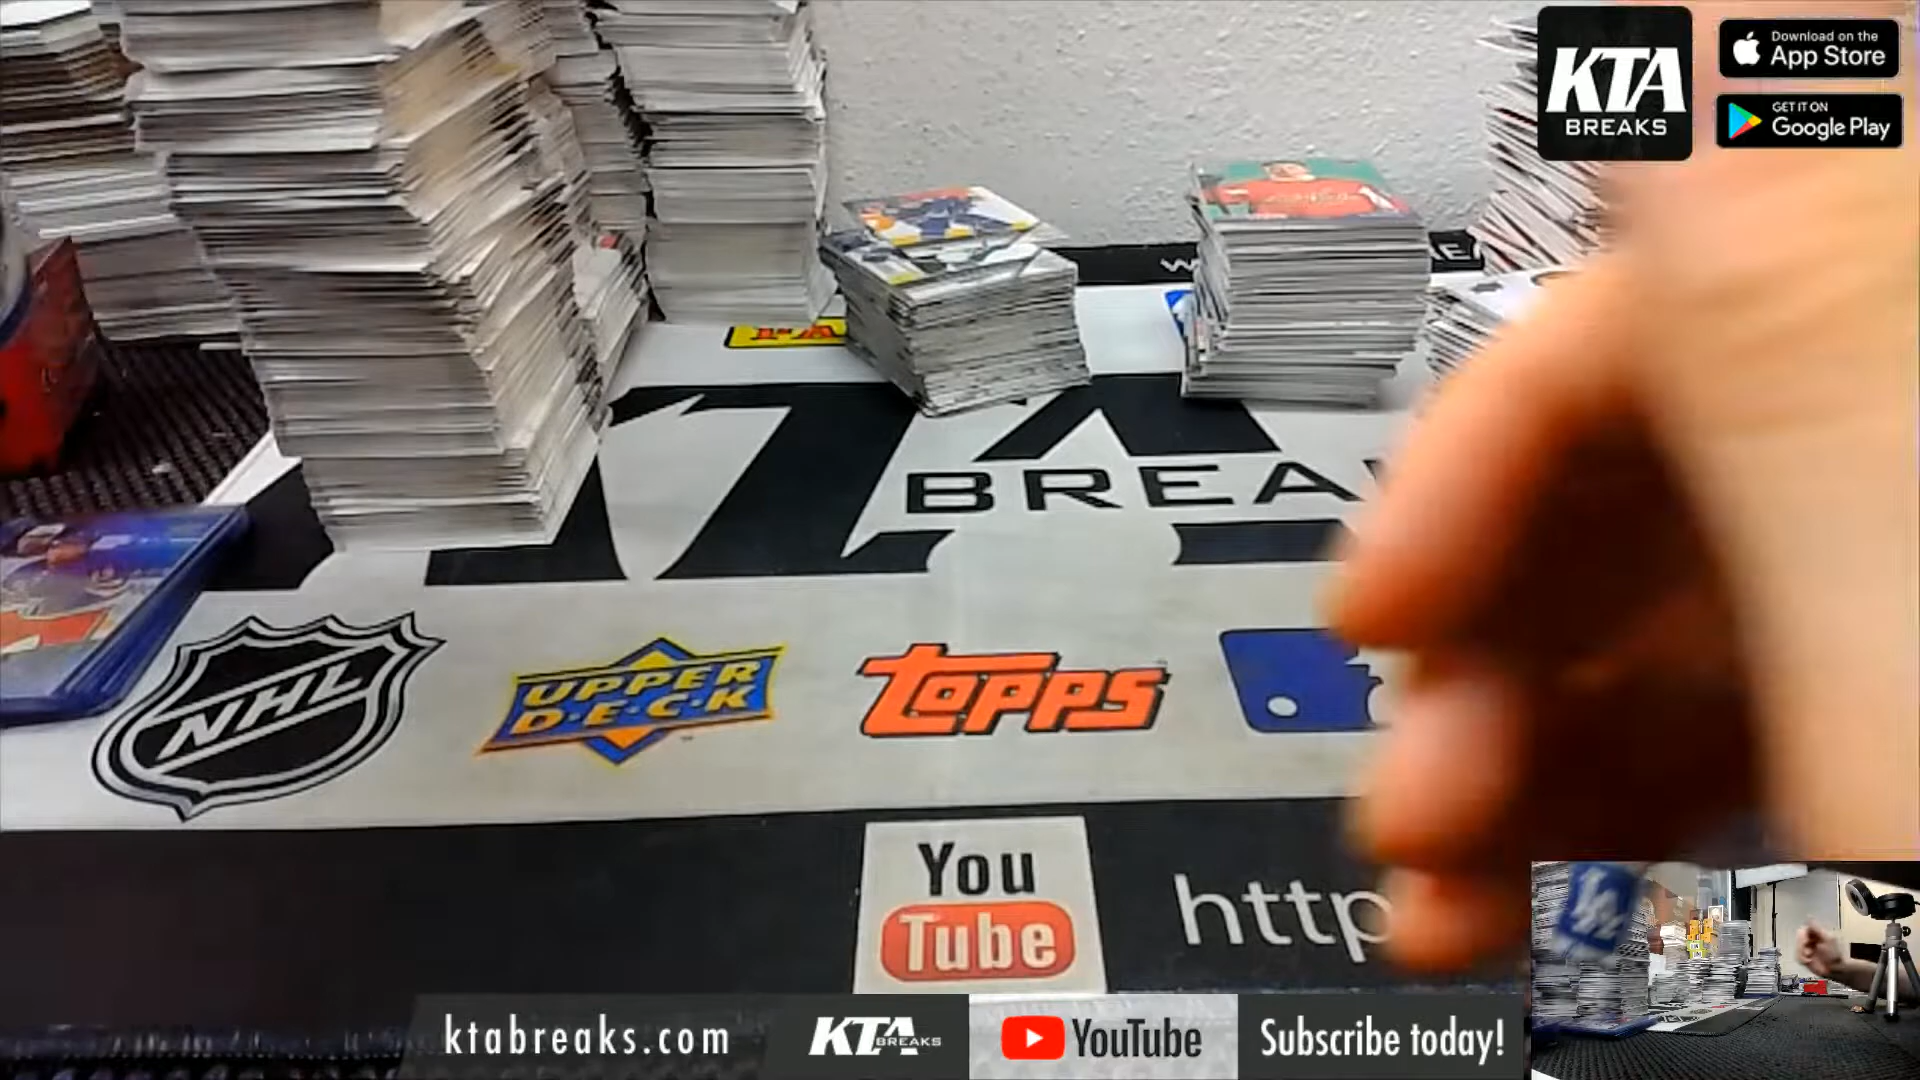 KTA
BREAKS
Download on the
App Store
GET IT ON
Google Play
BREA
NHL
UPPER
D·E·C·K
TOPPS
You
Tube
http
ktabreaks.com
KTA
BREAKS
YouTube
Subscribe today!